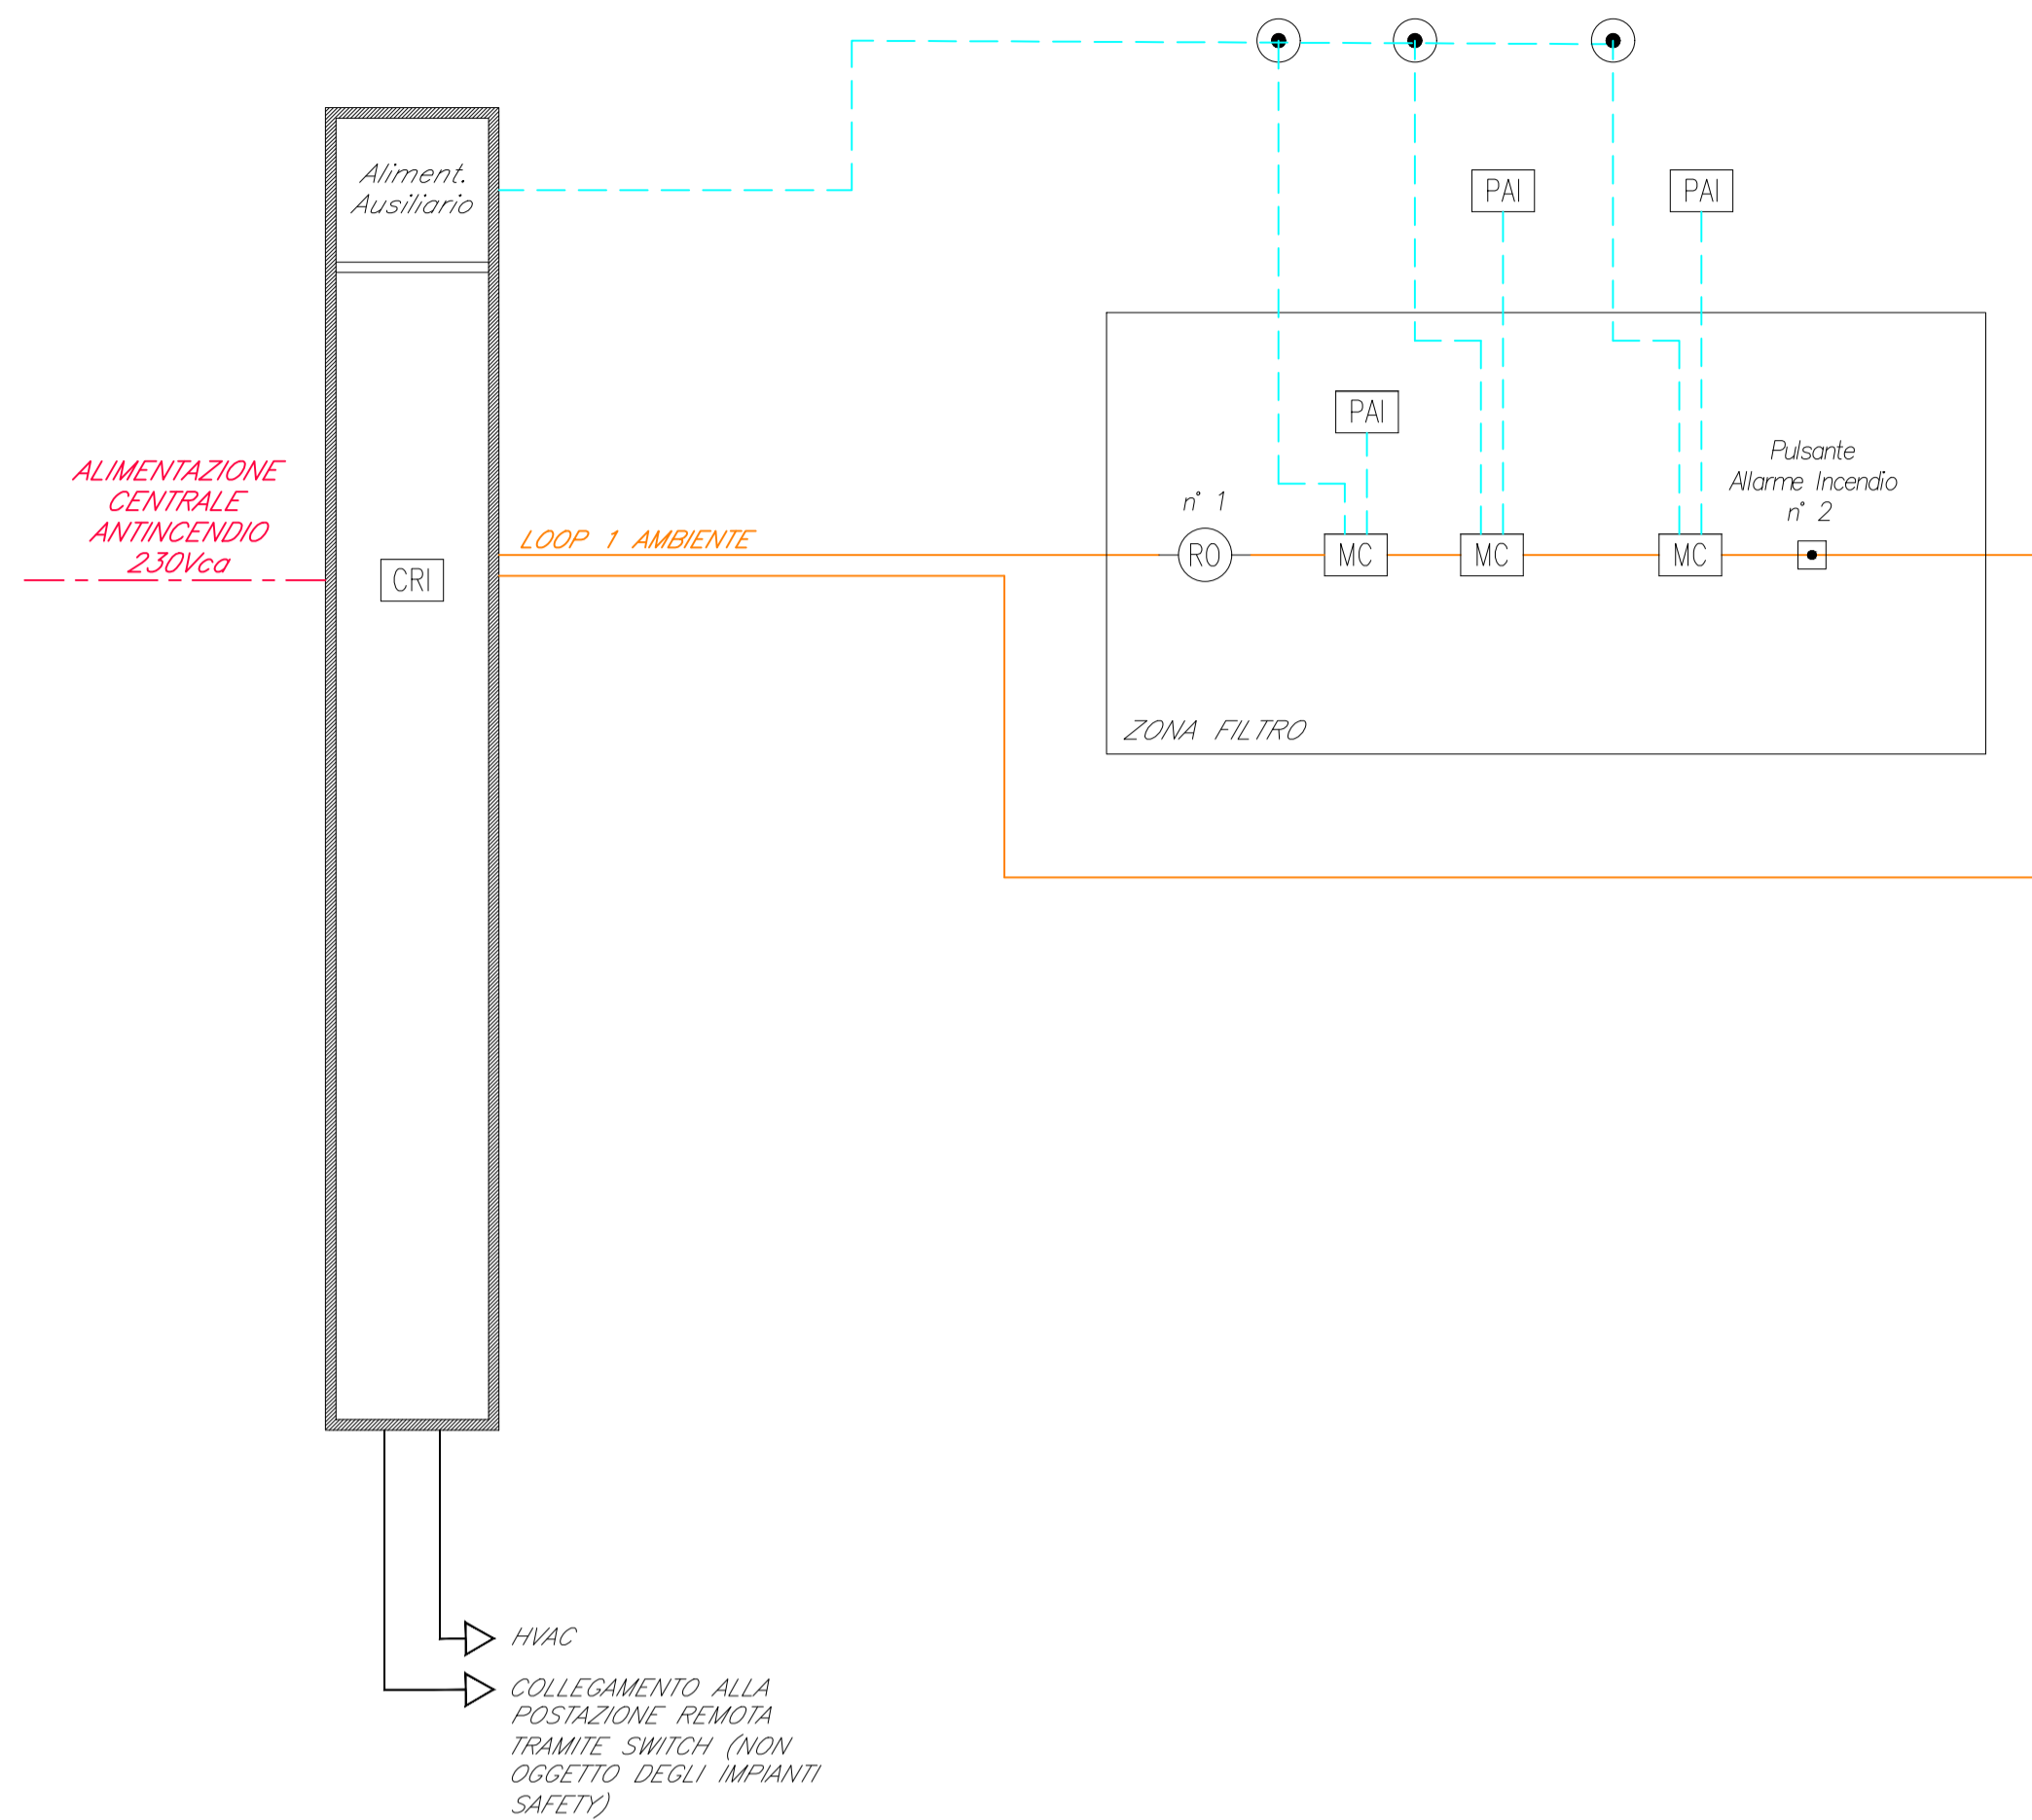 Aliment.
Ausiliario
PAI
PAI
PAI
ALIMENTAZIONE
CENTRALE
ANTINCENDIO
230Vca
CRI
LOOP 1 AMBIENTE
n° 1
RO
MC
MC
MC
Pulsante
Allarme Incendio
n° 2
ZONA FILTRO
HVAC
COLLEGAMENTO ALLA
POSTAZIONE REMOTA
TRAMITE SWITCH (NON
OGGETTO DEGLI IMPIANTI
SAFETY)